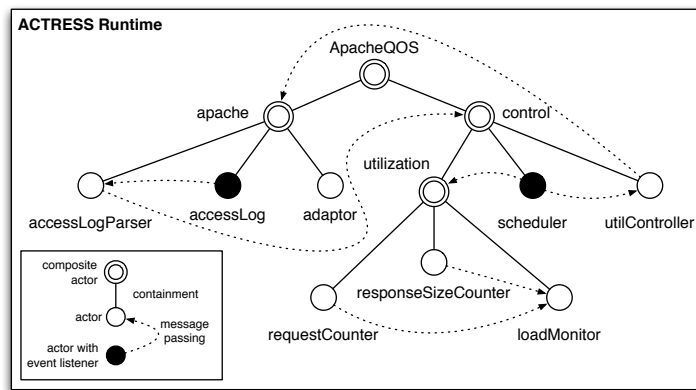 ACTRESS Runtime
ApacheQOS
apache
control
utilization
accessLogParser
accessLog
adaptor
scheduler
utilController
responseSizeCounter
requestCounter
loadMonitor
composite
actor
containment
actor
message
passing
actor with
event listener